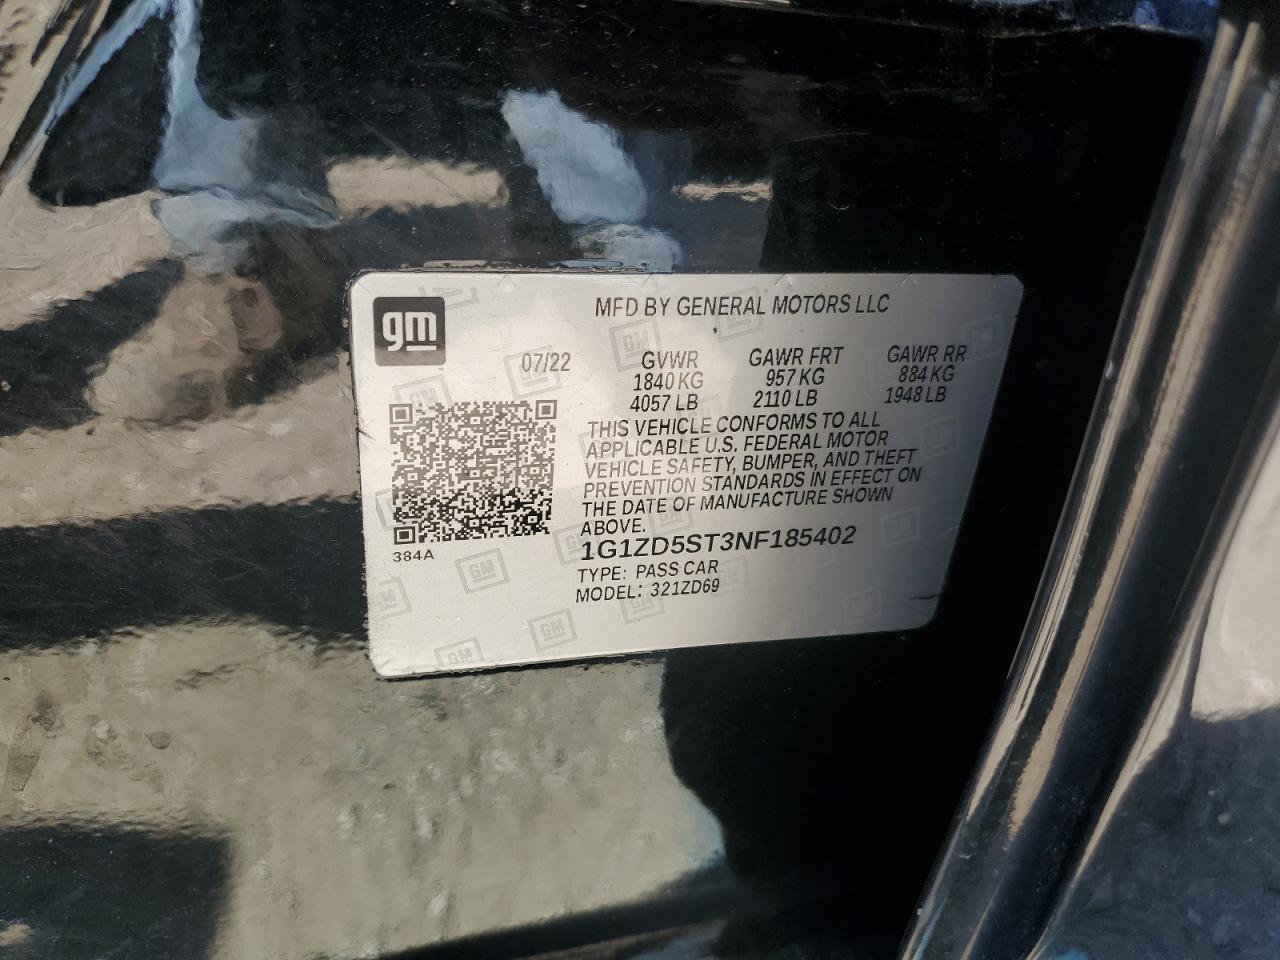 MFD BY GENERAL MOTORS LLC
gm
07/22 GVWR GAWR FRT GAWR RR
1840 KG 957 KG 884 KG
4057 LB 2110 LB 1948 LB
THIS VEHICLE CONFORMS TO ALL
APPLICABLE U.S. FEDERAL MOTOR
VEHICLE SAFETY, BUMPER, AND THEFT
PREVENTION STANDARDS IN EFFECT ON
THE DATE OF MANUFACTURE SHOWN
ABOVE.
384A
1G1ZD5ST3NF185402
TYPE: PASS CAR
MODEL: 321ZD69